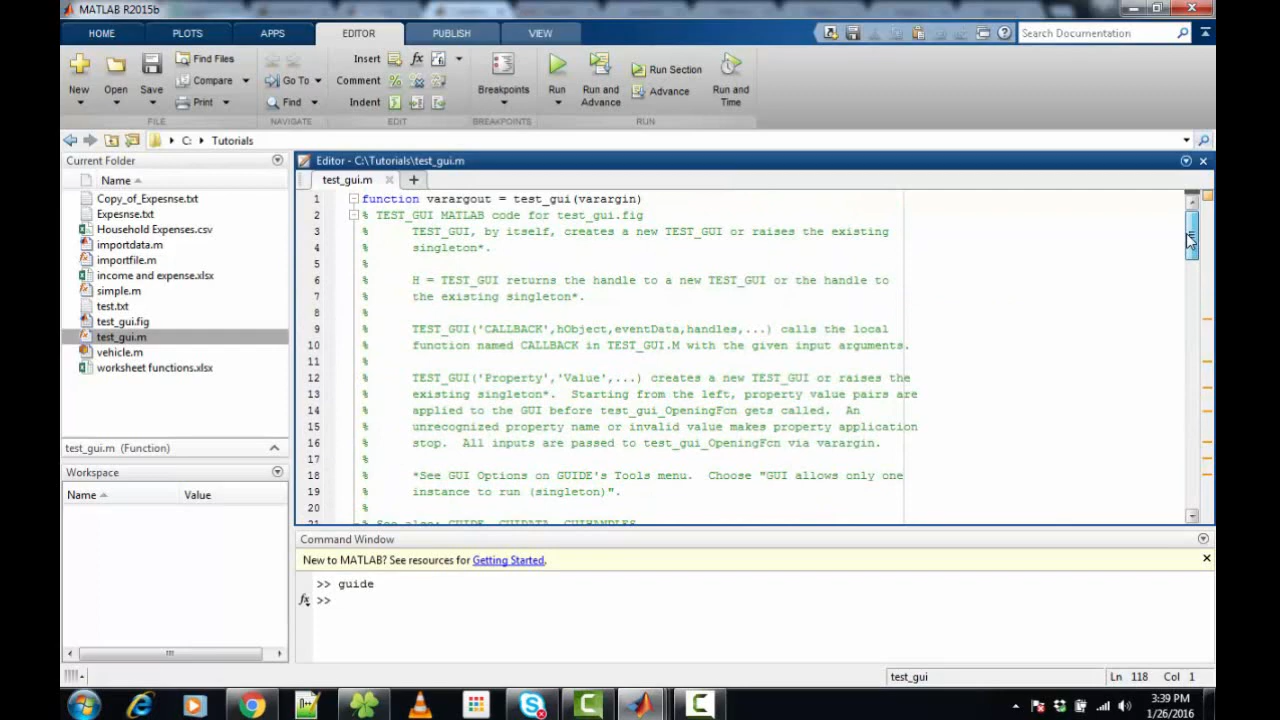 MATLAB R2015b
HOME PLOTS APPS EDITOR PUBLISH VIEW
Search Documentation
New Open Save Find Files Compare Print
FILE
Go To Find
NAVIGATE
Insert fx Comment Indent
EDIT
Breakpoints
BREAKPOINTS
Run Run and Advance Run Section Advance Run and Time
RUN
C: Tutorials
Current Folder
Name
Copy_of_Expesnse.txt
Expesnse.txt
Household Expenses.csv
importdata.m
importfile.m
income and expense.xlsx
simple.m
test.txt
test_gui.fig
test_gui.m
vehicle.m
worksheet functions.xlsx
test_gui.m (Function)
Workspace
Name Value
Editor - C:\Tutorials\test_gui.m
test_gui.m
1 function varargout = test_gui(varargin)
2 % TEST_GUI MATLAB code for test_gui.fig
3 % TEST_GUI, by itself, creates a new TEST_GUI or raises the existing
4 % singleton*.
5 %
6 % H = TEST_GUI returns the handle to a new TEST_GUI or the handle to
7 % the existing singleton*.
8 %
9 % TEST_GUI('CALLBACK',hObject,eventData,handles,...) calls the local
10 % function named CALLBACK in TEST_GUI.M with the given input arguments.
11 %
12 % TEST_GUI('Property','Value',...) creates a new TEST_GUI or raises the
13 % existing singleton*.  Starting from the left, property value pairs are
14 % applied to the GUI before test_gui_OpeningFcn gets called.  An
15 % unrecognized property name or invalid value makes property application
16 % stop.  All inputs are passed to test_gui_OpeningFcn via varargin.
17 %
18 % *See GUI Options on GUIDE's Tools menu.  Choose "GUI allows only one
19 % instance to run (singleton)".
20 %
21 % See also: GUIDE, GUIDATA, GUIHANDLES
Command Window
New to MATLAB? See resources for Getting Started.
>> guide
fx >>
test_gui Ln 118 Col 1
3:39 PM
1/26/2016